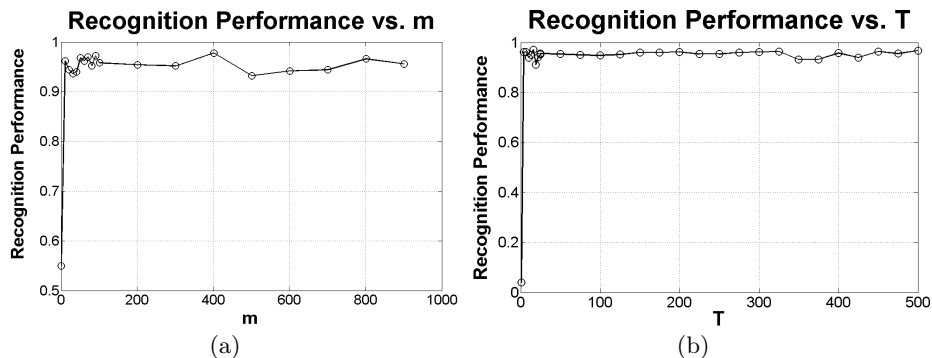 Recognition Performance vs. m
Recognition Performance
1
0.9
0.8
0.7
0.6
0.5
0 200 400 600 800 1000
m
(a)
Recognition Performance vs. T
Recognition Performance
1
0.8
0.6
0.4
0.2
0
0 100 200 300 400 500
T
(b)